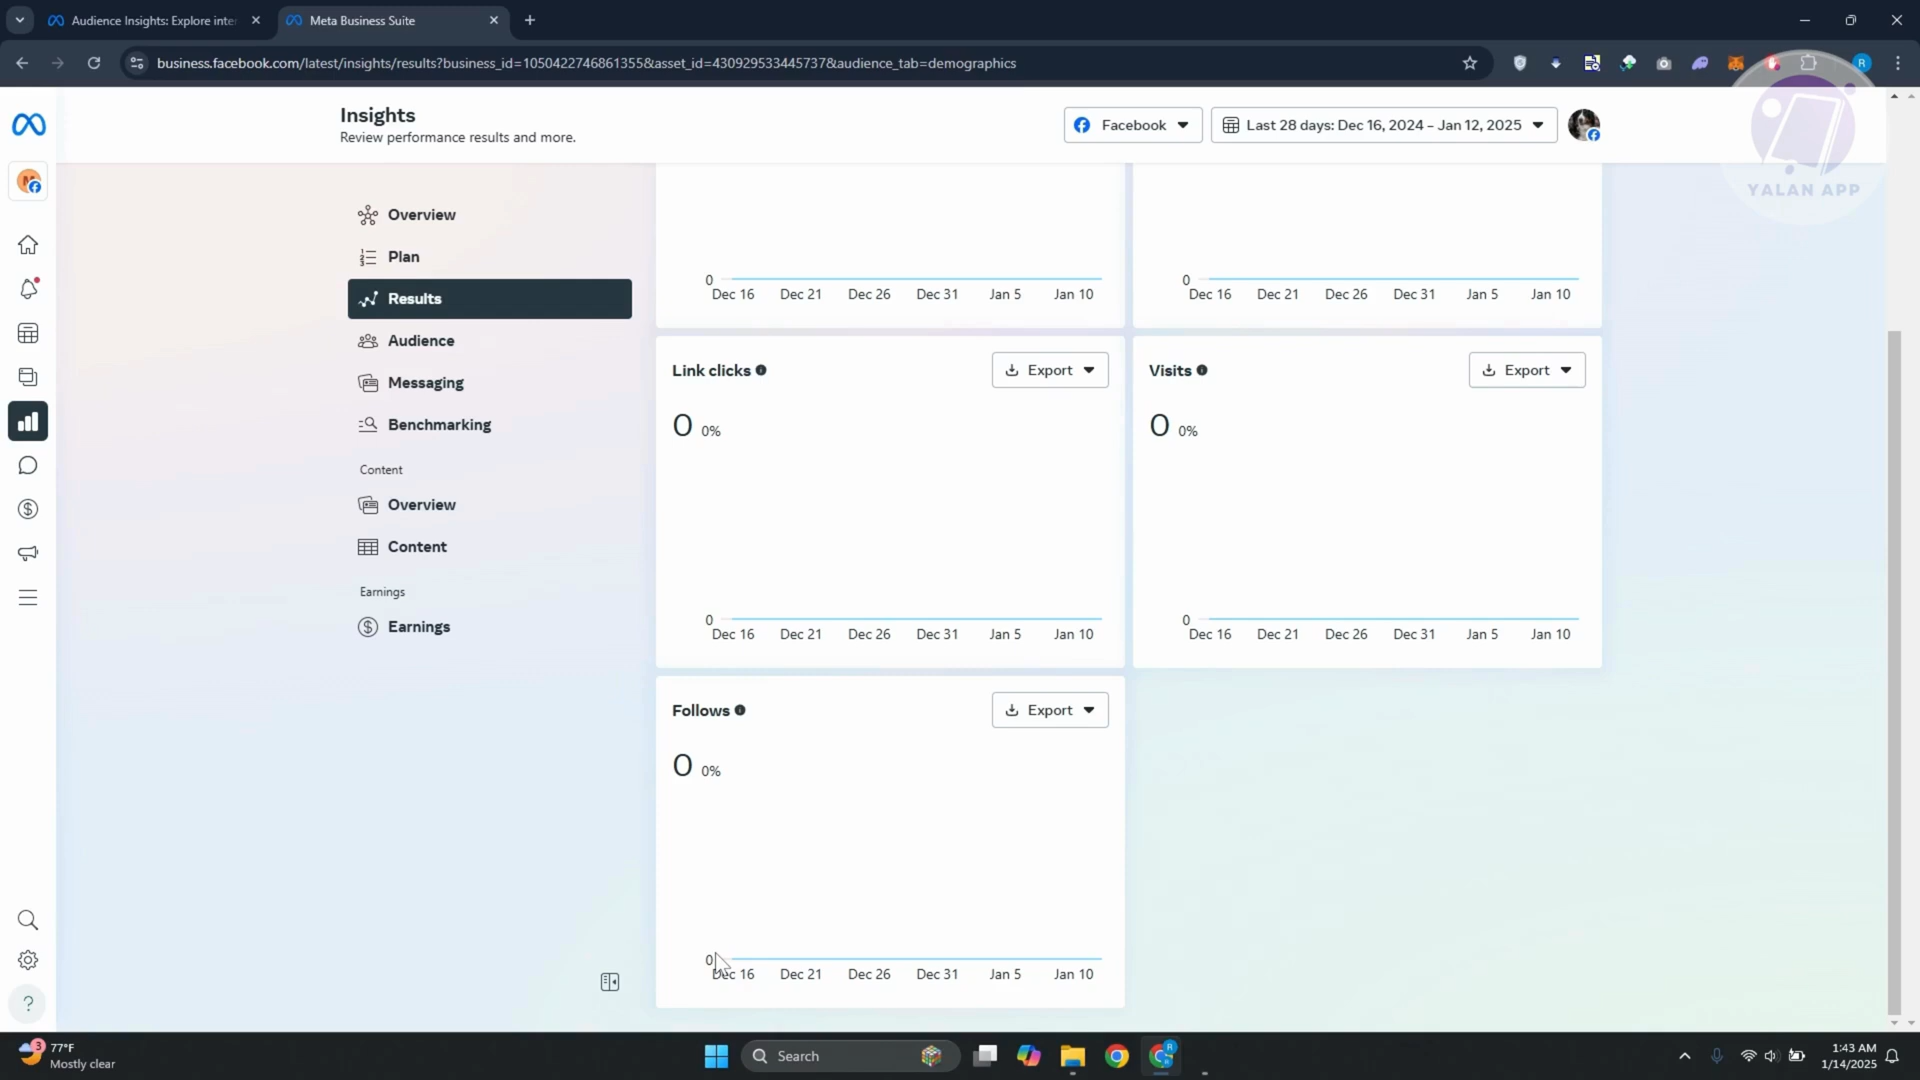 Audience Insights: Explore inter
Meta Business Suite
business.facebook.com/latest/insights/results?business_id=1050422746861355&asset_id=430929533445737&audience_tab=demographics
R
Insights
Review performance results and more.
Facebook
Last 28 days: Dec 16, 2024 – Jan 12, 2025
YALAN APP
Overview
Plan
Results
Audience
Messaging
Benchmarking
Content
Overview
Content
Earnings
Earnings
0
Dec 16 Dec 21 Dec 26 Dec 31 Jan 5 Jan 10
0
Dec 16 Dec 21 Dec 26 Dec 31 Jan 5 Jan 10
Link clicks
Export
0 0%
0
Dec 16 Dec 21 Dec 26 Dec 31 Jan 5 Jan 10
Visits
Export
0 0%
0
Dec 16 Dec 21 Dec 26 Dec 31 Jan 5 Jan 10
Follows
Export
0 0%
0
Dec 16 Dec 21 Dec 26 Dec 31 Jan 5 Jan 10
3
77°F
Mostly clear
Search
R
1:43 AM
1/14/2025